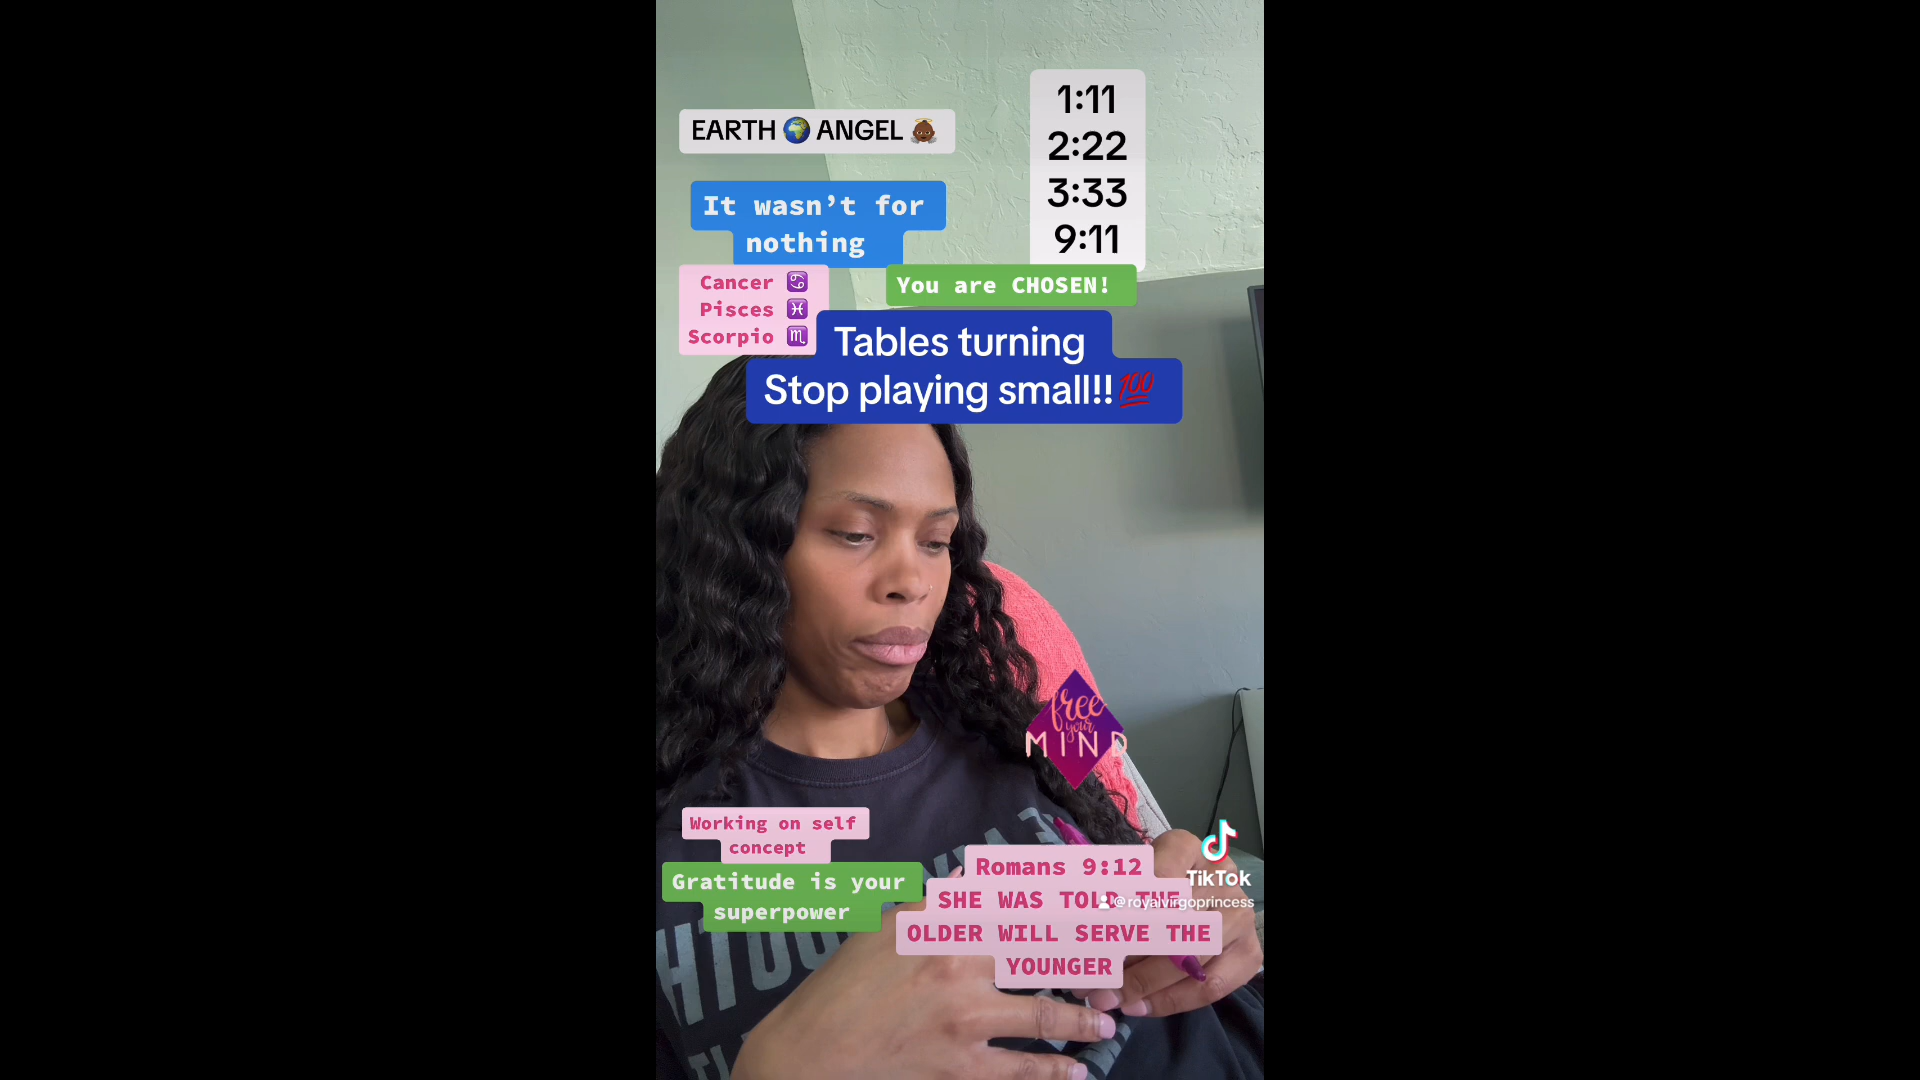 EARTH 🌍 ANGEL 👼🏾
1:11
2:22
3:33
9:11
It wasn’t for
nothing
Cancer ♋
Pisces ♓
Scorpio ♏
You are CHOSEN!
Tables turning
Stop playing small!!💯
free
your
MIND
Working on self
concept
Gratitude is your
superpower
Romans 9:12
SHE WAS TOLD THE
OLDER WILL SERVE THE
YOUNGER
TikTok
@royalvirgoprincess